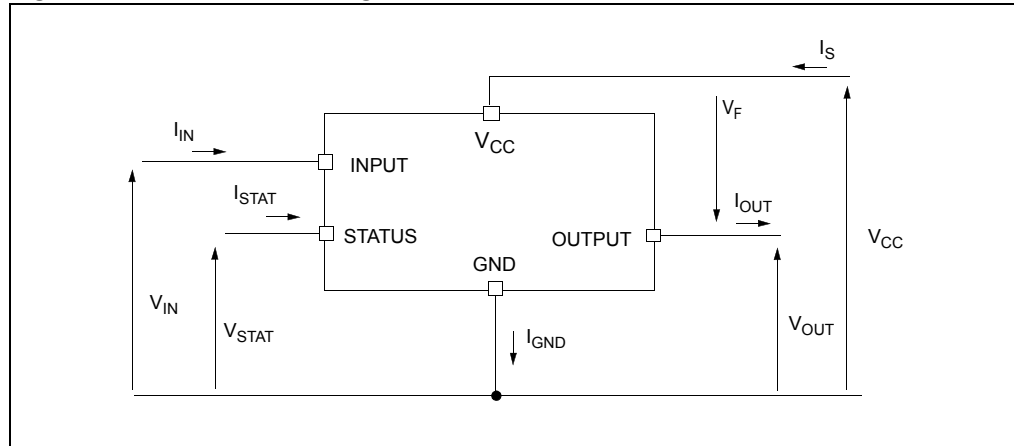 I_S
V_F
V_CC
I_IN
INPUT
I_STAT
STATUS
I_OUT
OUTPUT
V_CC
GND
V_IN
V_STAT
V_OUT
I_GND